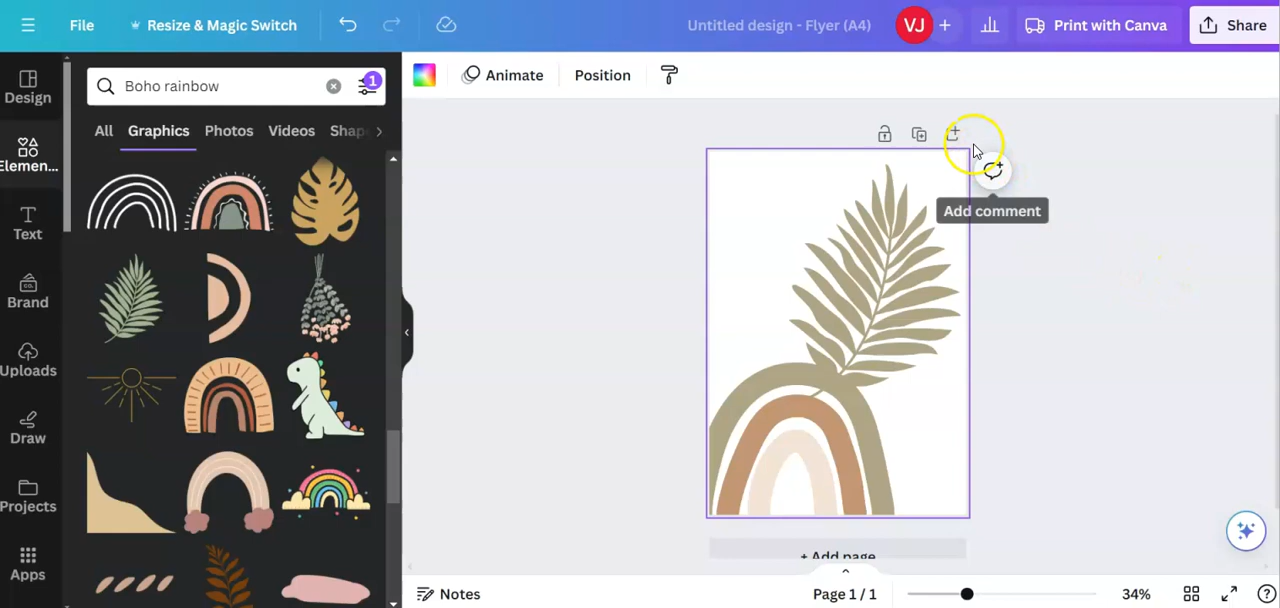 File
Resize & Magic Switch
Untitled design - Flyer (A4)
VJ
Print with Canva
Share
Design
Elemen...
Text
Brand
Uploads
Draw
Projects
Apps
Boho rainbow
1
All
Graphics
Photos
Videos
Shap
Animate
Position
Add comment
+ Add page
Notes
Page 1 / 1
34%